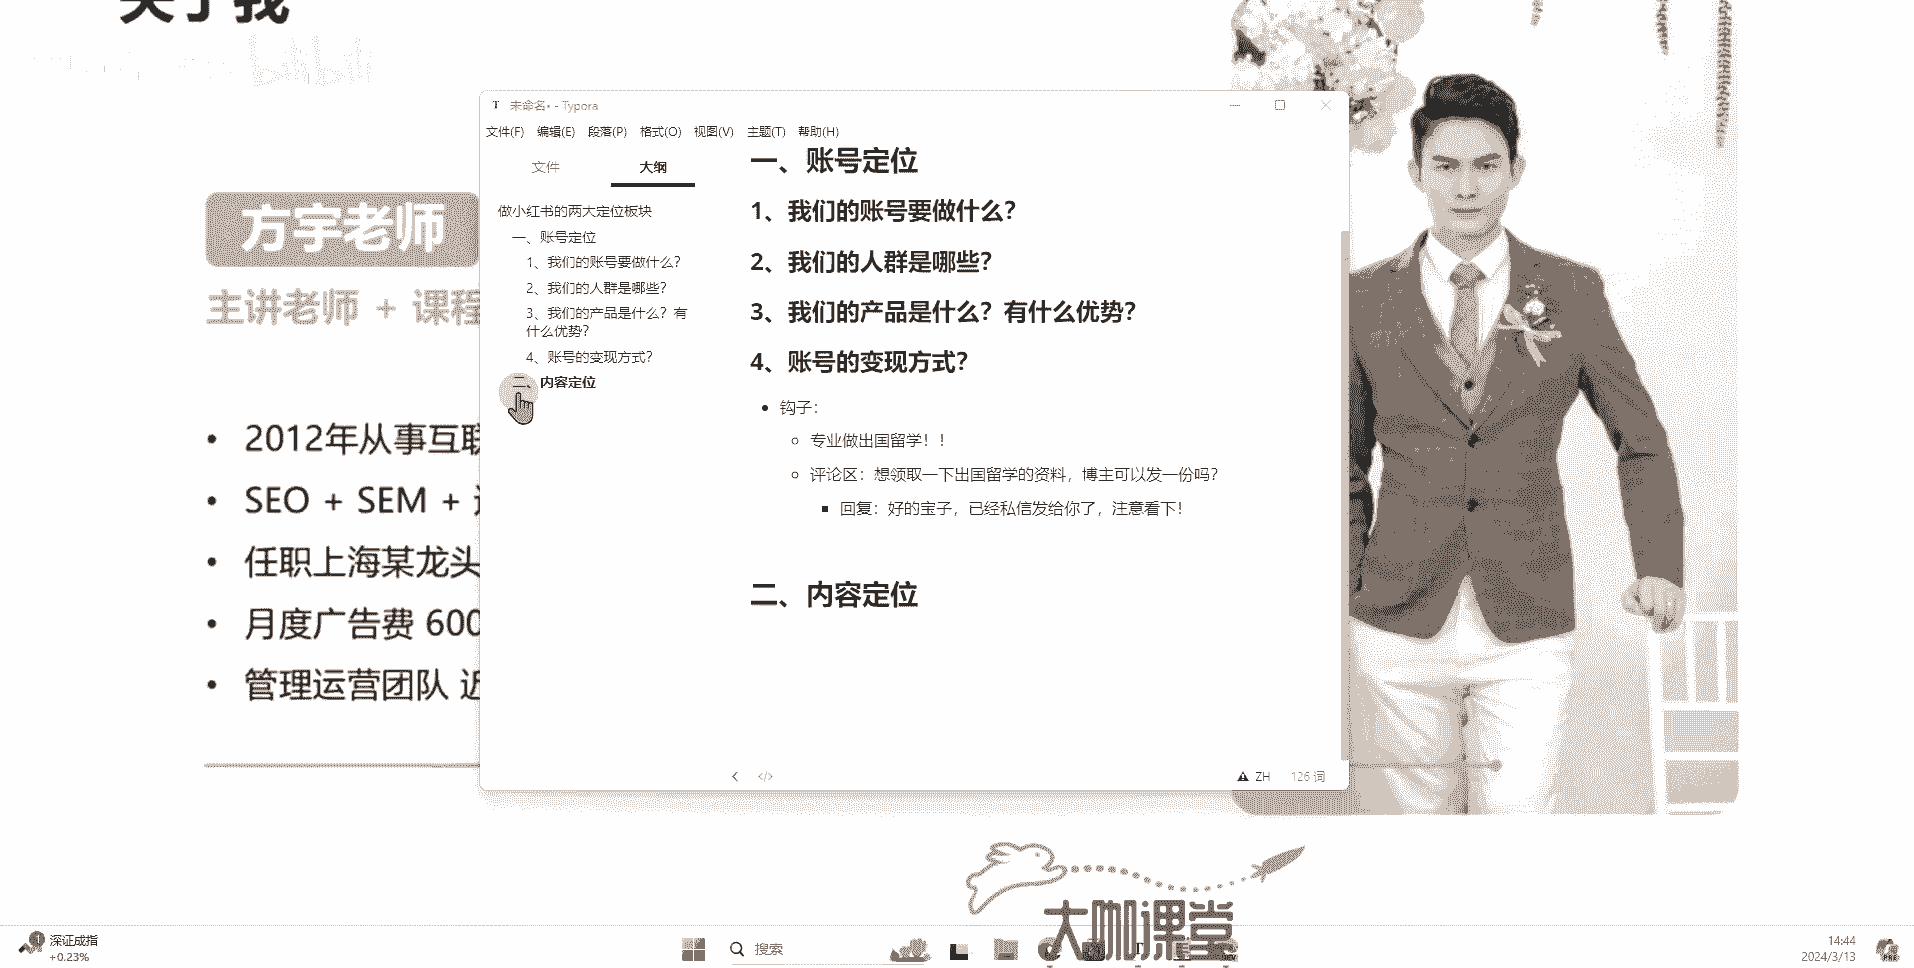 关于我
bilibili
方宇老师
主讲老师 + 课程
2012年从事互联
SEO + SEM +
任职上海某龙头
月度广告费 600
管理运营团队 近
T 未命名• - Typora
文件(F) 编辑(E) 段落(P) 格式(O) 视图(V) 主题(T) 帮助(H)
文件 大纲
做小红书的两大定位板块
一、账号定位
1、我们的账号要做什么？
2、我们的人群是哪些？
3、我们的产品是什么？有
什么优势？
4、账号的变现方式？
二、内容定位
一、账号定位
1、我们的账号要做什么？
2、我们的人群是哪些？
3、我们的产品是什么？有什么优势？
4、账号的变现方式？
钩子：
专业做出国留学！！
评论区：想领取一下出国留学的资料，博主可以发一份吗？
回复：好的宝子，已经私信发给你了，注意看下！
二、内容定位
ZH 126 词
大咖课堂
1
深证成指
+0.23%
搜索
14:44
2024/3/13